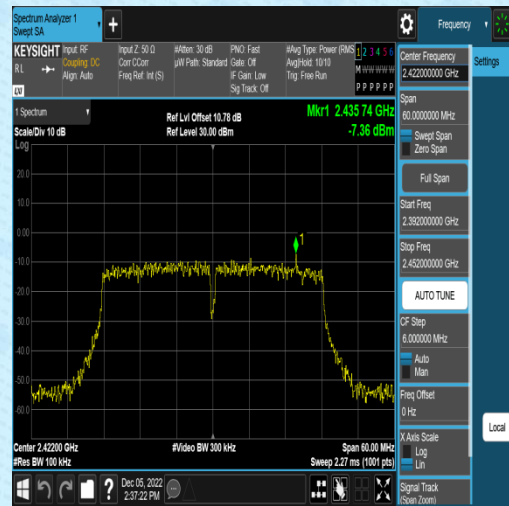 Spectrum Analyzer 1
Swept SA
+
Frequency
KEYSIGHT
RL
LXI
Input: RF
Coupling: DC
Align: Auto
Input Z: 50 Ω
Corr CCorr
Freq Ref: Int (S)
#Atten: 30 dB
µW Path: Standard
PNO: Fast
Gate: Off
IF Gain: Low
Sig Track: Off
#Avg Type: Power (RMS
Avg|Hold: 10/10
Trig: Free Run
1 2 3 4 5 6
M W W W W W
P P P P P P
1 Spectrum
Scale/Div 10 dB
Ref Lvl Offset 10.78 dB
Ref Level 30.00 dBm
Mkr1 2.435 74 GHz
-7.36 dBm
Log
20.0
10.0
0.00
-10.0
-20.0
-30.0
-40.0
-50.0
-60.0
1
Center 2.42200 GHz
#Res BW 100 kHz
#Video BW 300 kHz
Span 60.00 MHz
Sweep 2.27 ms (1001 pts)
Dec 05, 2022
2:37:22 PM
Center Frequency
2.422000000 GHz
Settings
Span
60.0000000 MHz
Swept Span
Zero Span
Full Span
Start Freq
2.392000000 GHz
Stop Freq
2.452000000 GHz
AUTO TUNE
CF Step
6.000000 MHz
Auto
Man
Freq Offset
0 Hz
X Axis Scale
Log
Lin
Local
Signal Track
(Span Zoom)